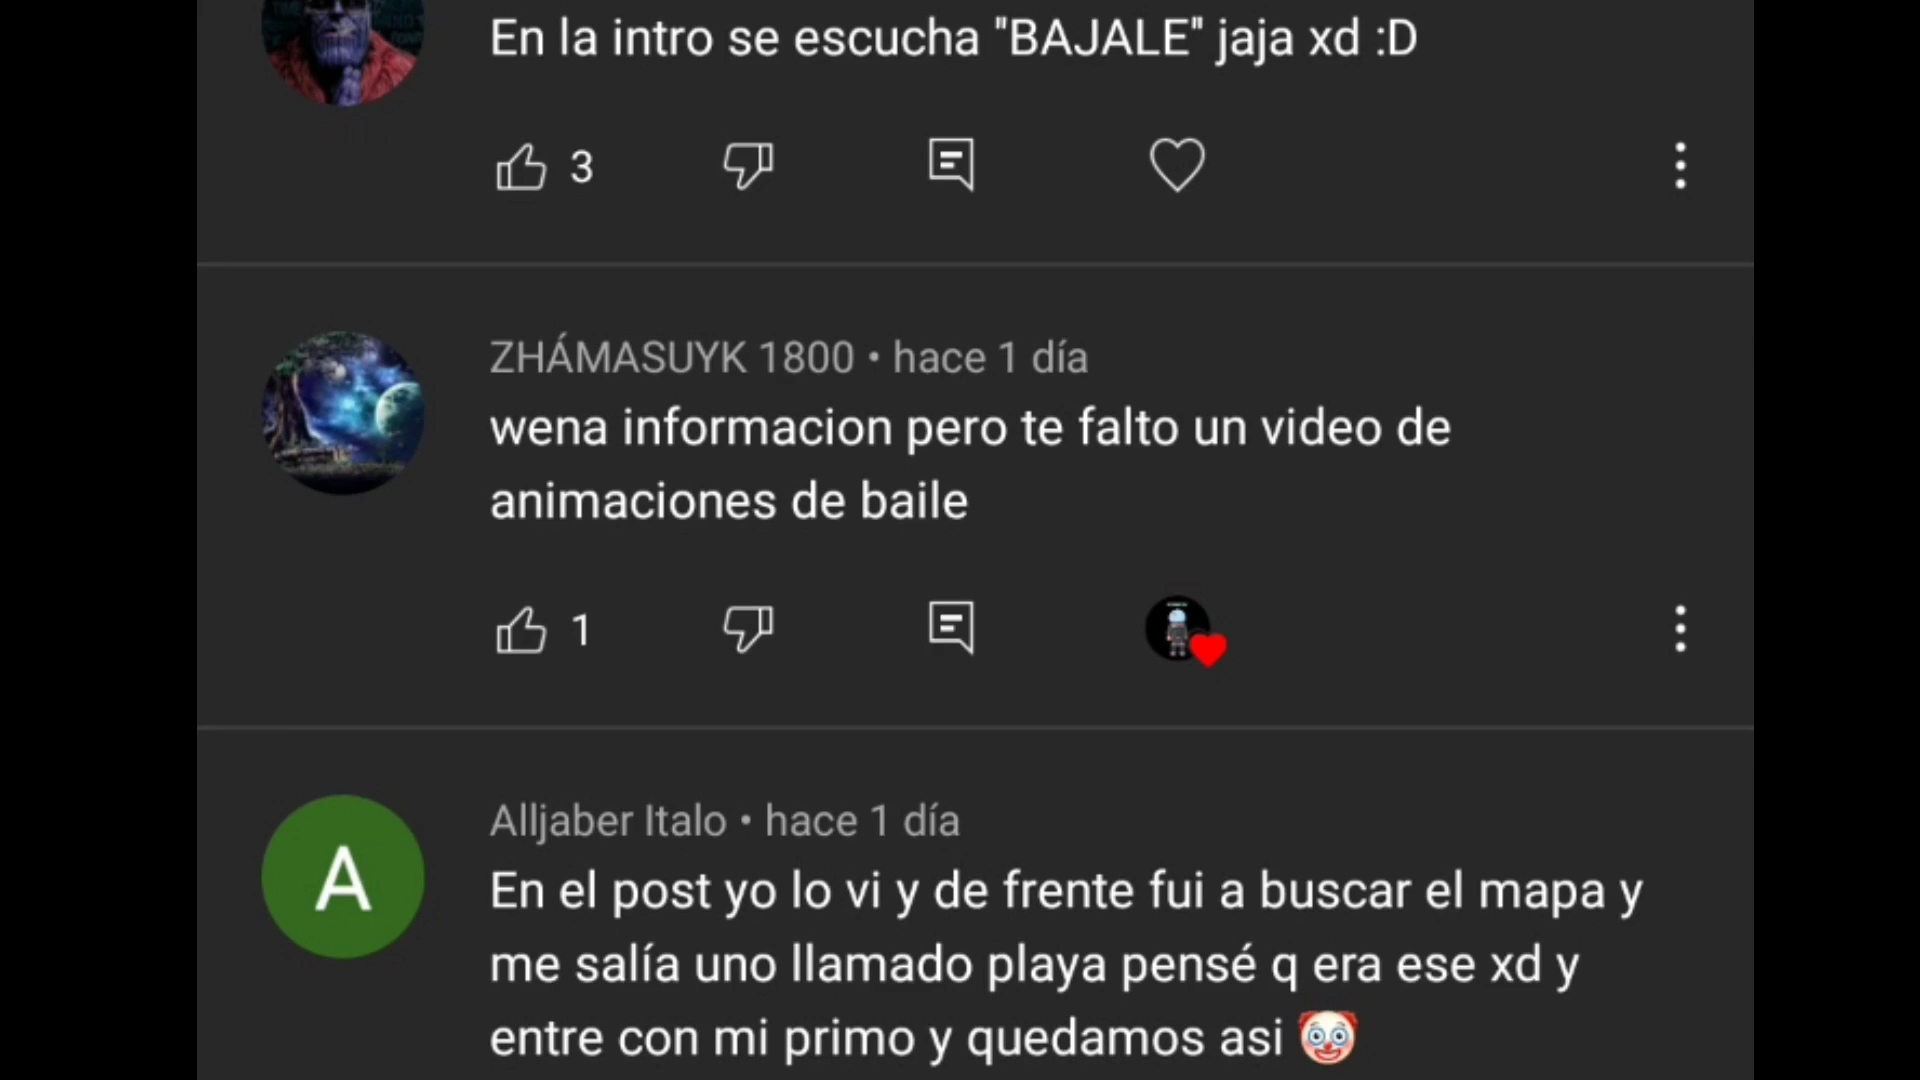 En la intro se escucha "BAJALE" jaja xd :D
3
ZHÁMASUYK 1800 • hace 1 día
wena informacion pero te falto un video de
animaciones de baile
1
A
Alljaber Italo • hace 1 día
En el post yo lo vi y de frente fui a buscar el mapa y
me salía uno llamado playa pensé q era ese xd y
entre con mi primo y quedamos asi 🤡